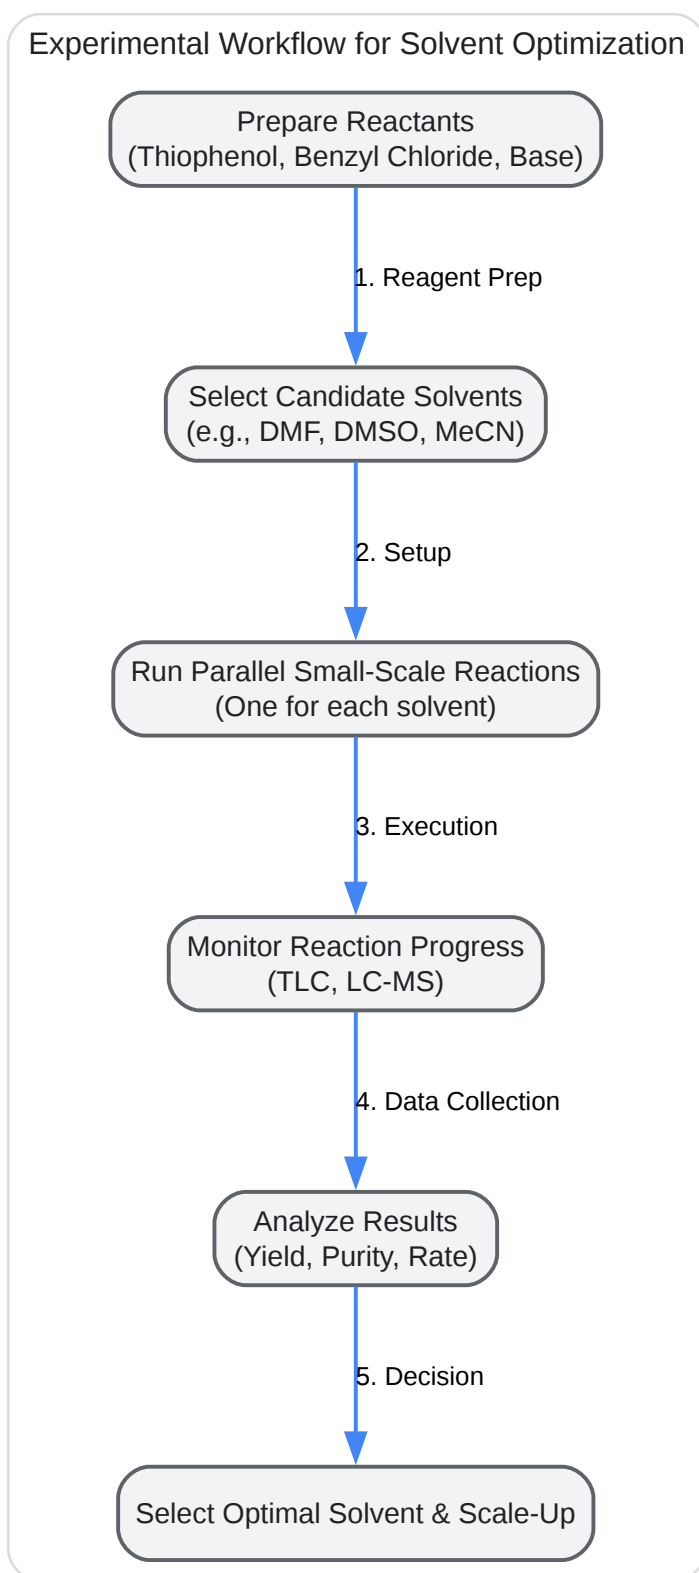 Experimental Workflow for Solvent Optimization
Prepare Reactants
(Thiophenol, Benzyl Chloride, Base)
1. Reagent Prep
Select Candidate Solvents
(e.g., DMF, DMSO, MeCN)
2. Setup
Run Parallel Small-Scale Reactions
(One for each solvent)
3. Execution
Monitor Reaction Progress
(TLC, LC-MS)
4. Data Collection
Analyze Results
(Yield, Purity, Rate)
5. Decision
Select Optimal Solvent & Scale-Up